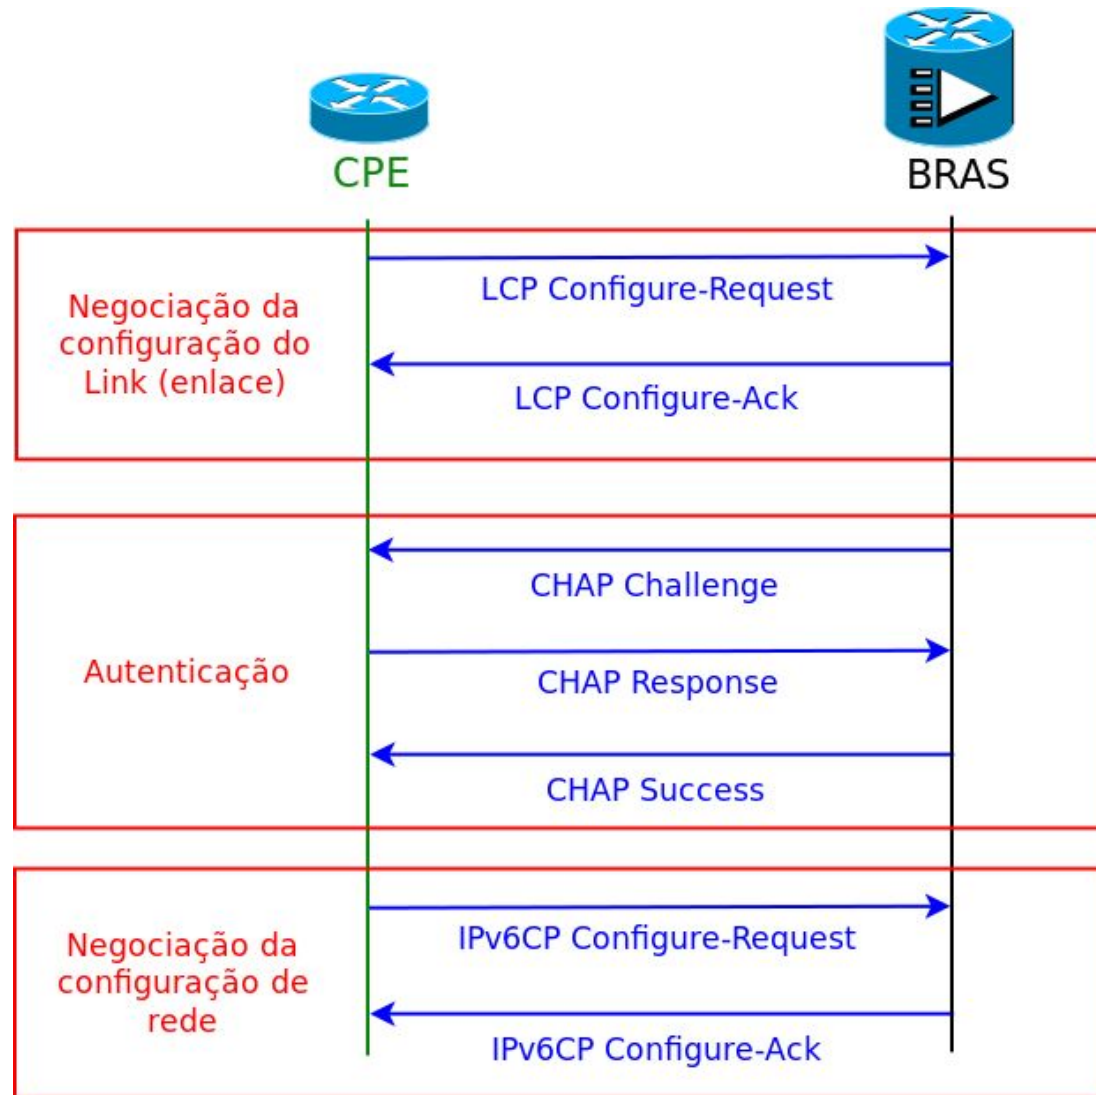 CPE
BRAS
Negociação da
configuração do
Link (enlace)
LCP Configure-Request
LCP Configure-Ack
Autenticação
CHAP Challenge
CHAP Response
CHAP Success
Negociação da
configuração de
rede
IPv6CP Configure-Request
IPv6CP Configure-Ack